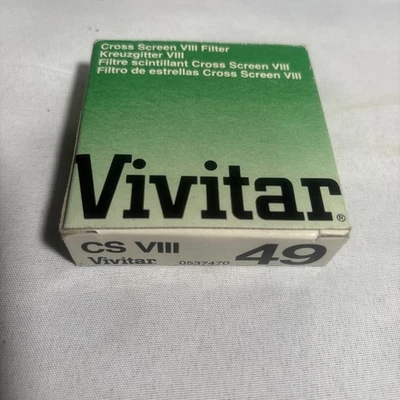 Cross Screen VIII Filter
Kreuzgitter VIII
Filtre scintillant Cross Screen VIII
Filtro de estrellas Cross Screen VIII
Vivitar®
CS VIII
Vivitar 0537470 49